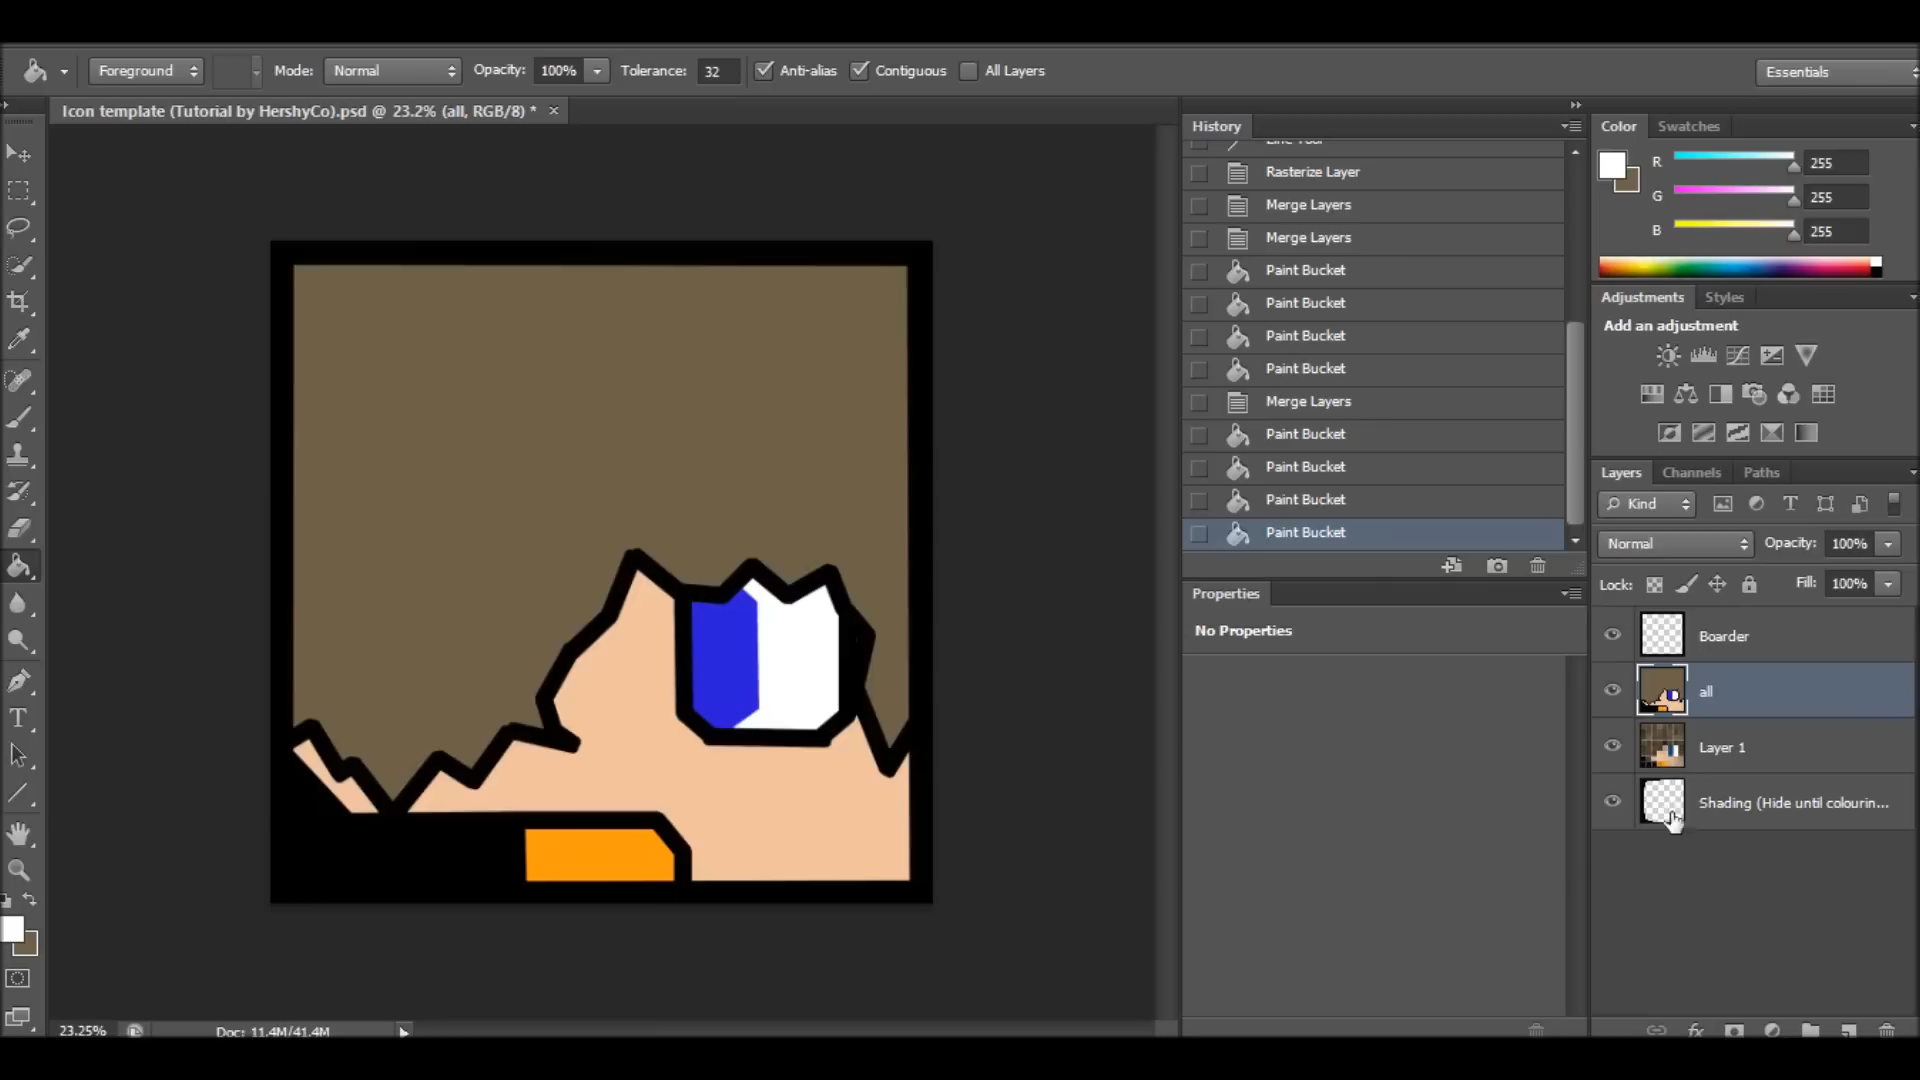 Foreground Mode: Normal Opacity: 100% Tolerance: 32 Anti-alias Contiguous All Layers Essentials
Icon template (Tutorial by HershyCo).psd @ 23.2% (all, RGB/8) * ×
History
Rasterize Layer
Merge Layers
Merge Layers
Paint Bucket
Paint Bucket
Paint Bucket
Paint Bucket
Merge Layers
Paint Bucket
Paint Bucket
Paint Bucket
Paint Bucket
Properties
No Properties
Color Swatches
R 255
G 255
B 255
Adjustments Styles
Add an adjustment
Layers Channels Paths
Kind
Normal Opacity: 100%
Lock: Fill: 100%
Boarder
all
Layer 1
Shading (Hide until colourin...
23.25% Doc: 11.4M/41.4M